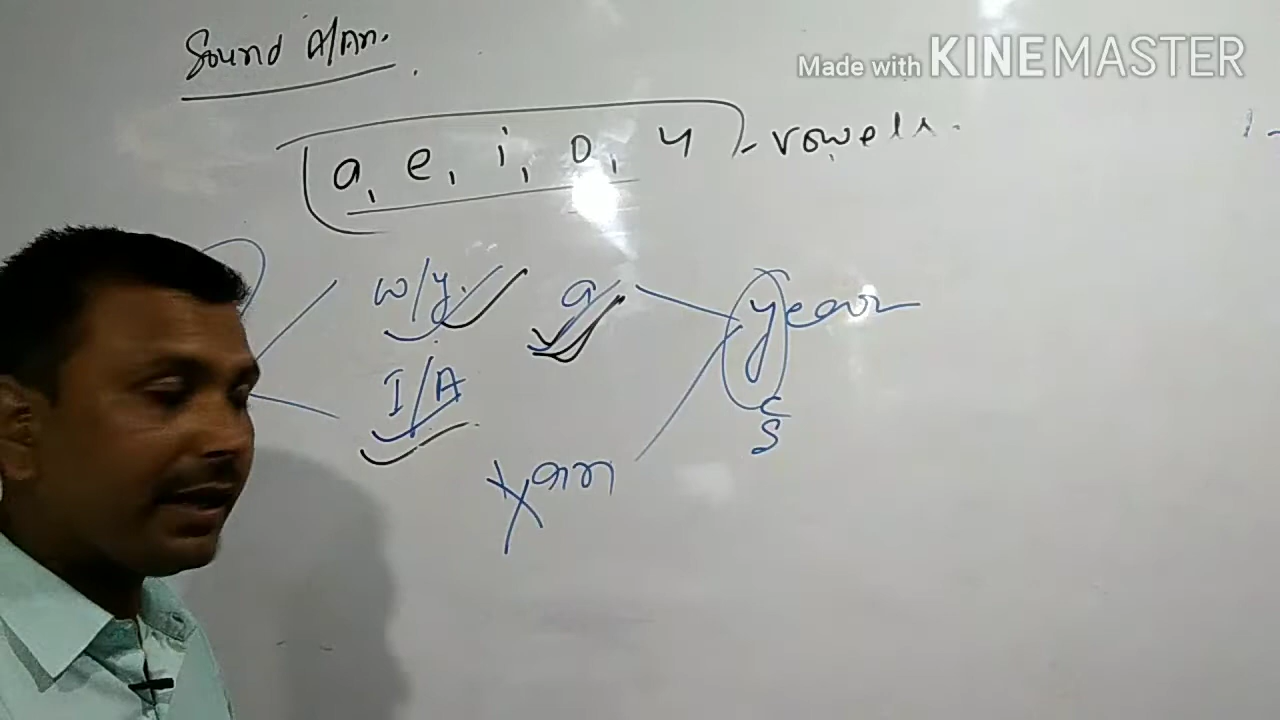 Sound A/An.
Made with KINEMASTER
a, e, i, o, u - vowels.
w/y. a year
I/A
S
an